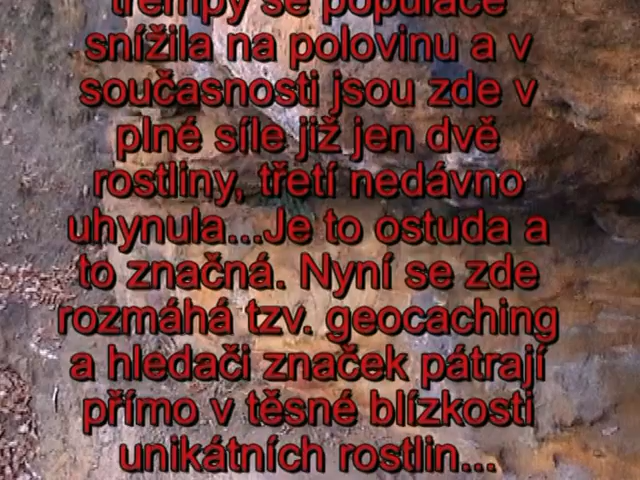 trempy se populace
snížila na polovinu a v
současnosti jsou zde v
plné síle již jen dvě
rostliny, třetí nedávno
uhynula...Je to ostuda a
to značná. Nyní se zde
rozmáhá tzv. geocaching
a hledači značek pátrají
přímo v těsné blízkosti
unikátních rostlin...